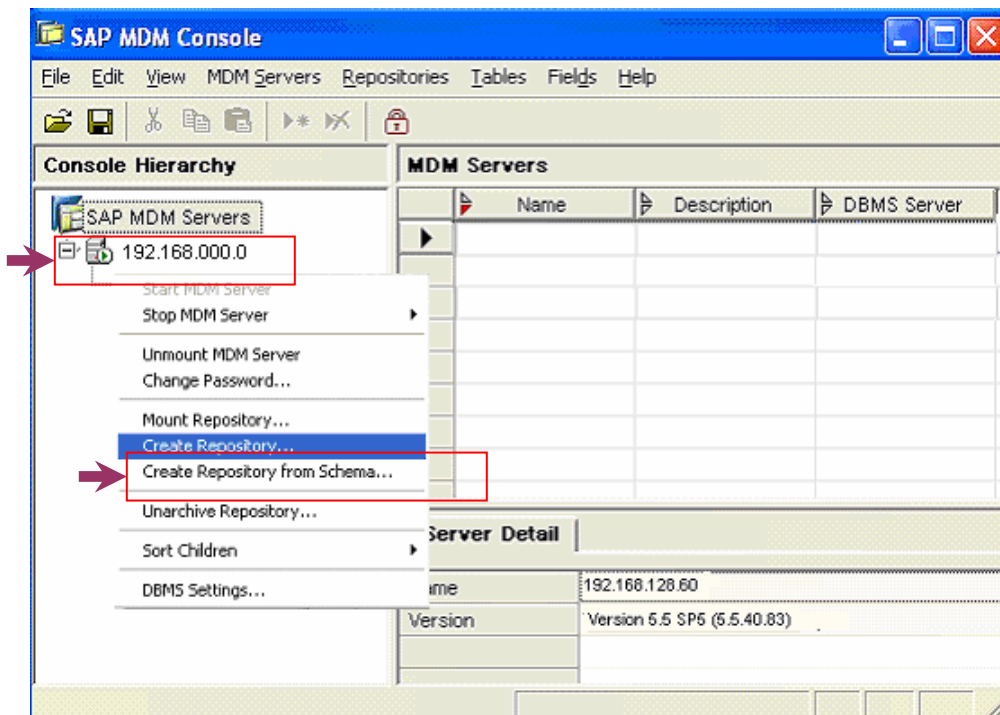 SAP MDM Console
File Edit View MDM Servers Repositories Tables Fields Help
Console Hierarchy
MDM Servers
Name Description DBMS Server
SAP MDM Servers
192.168.000.0
Start MDM Server
Stop MDM Server
Unmount MDM Server
Change Password...
Mount Repository...
Create Repository...
Create Repository from Schema...
Unarchive Repository...
Sort Children
DBMS Settings...
Server Detail
ame 192.168.128.60
Version Version 5.5 SP5 (5.5.40.83)